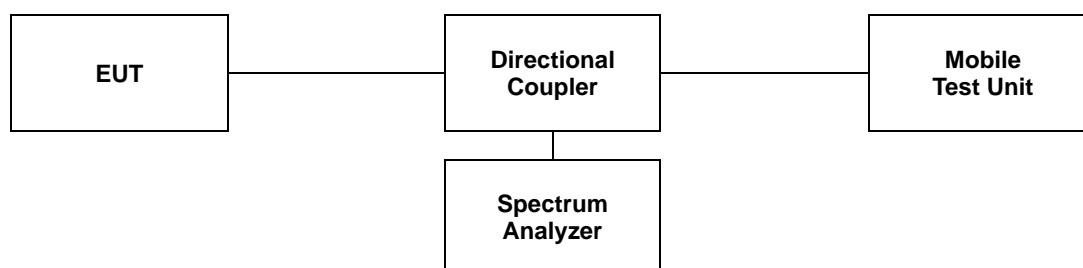 EUT
Directional
Coupler
Mobile
Test Unit
Spectrum
Analyzer